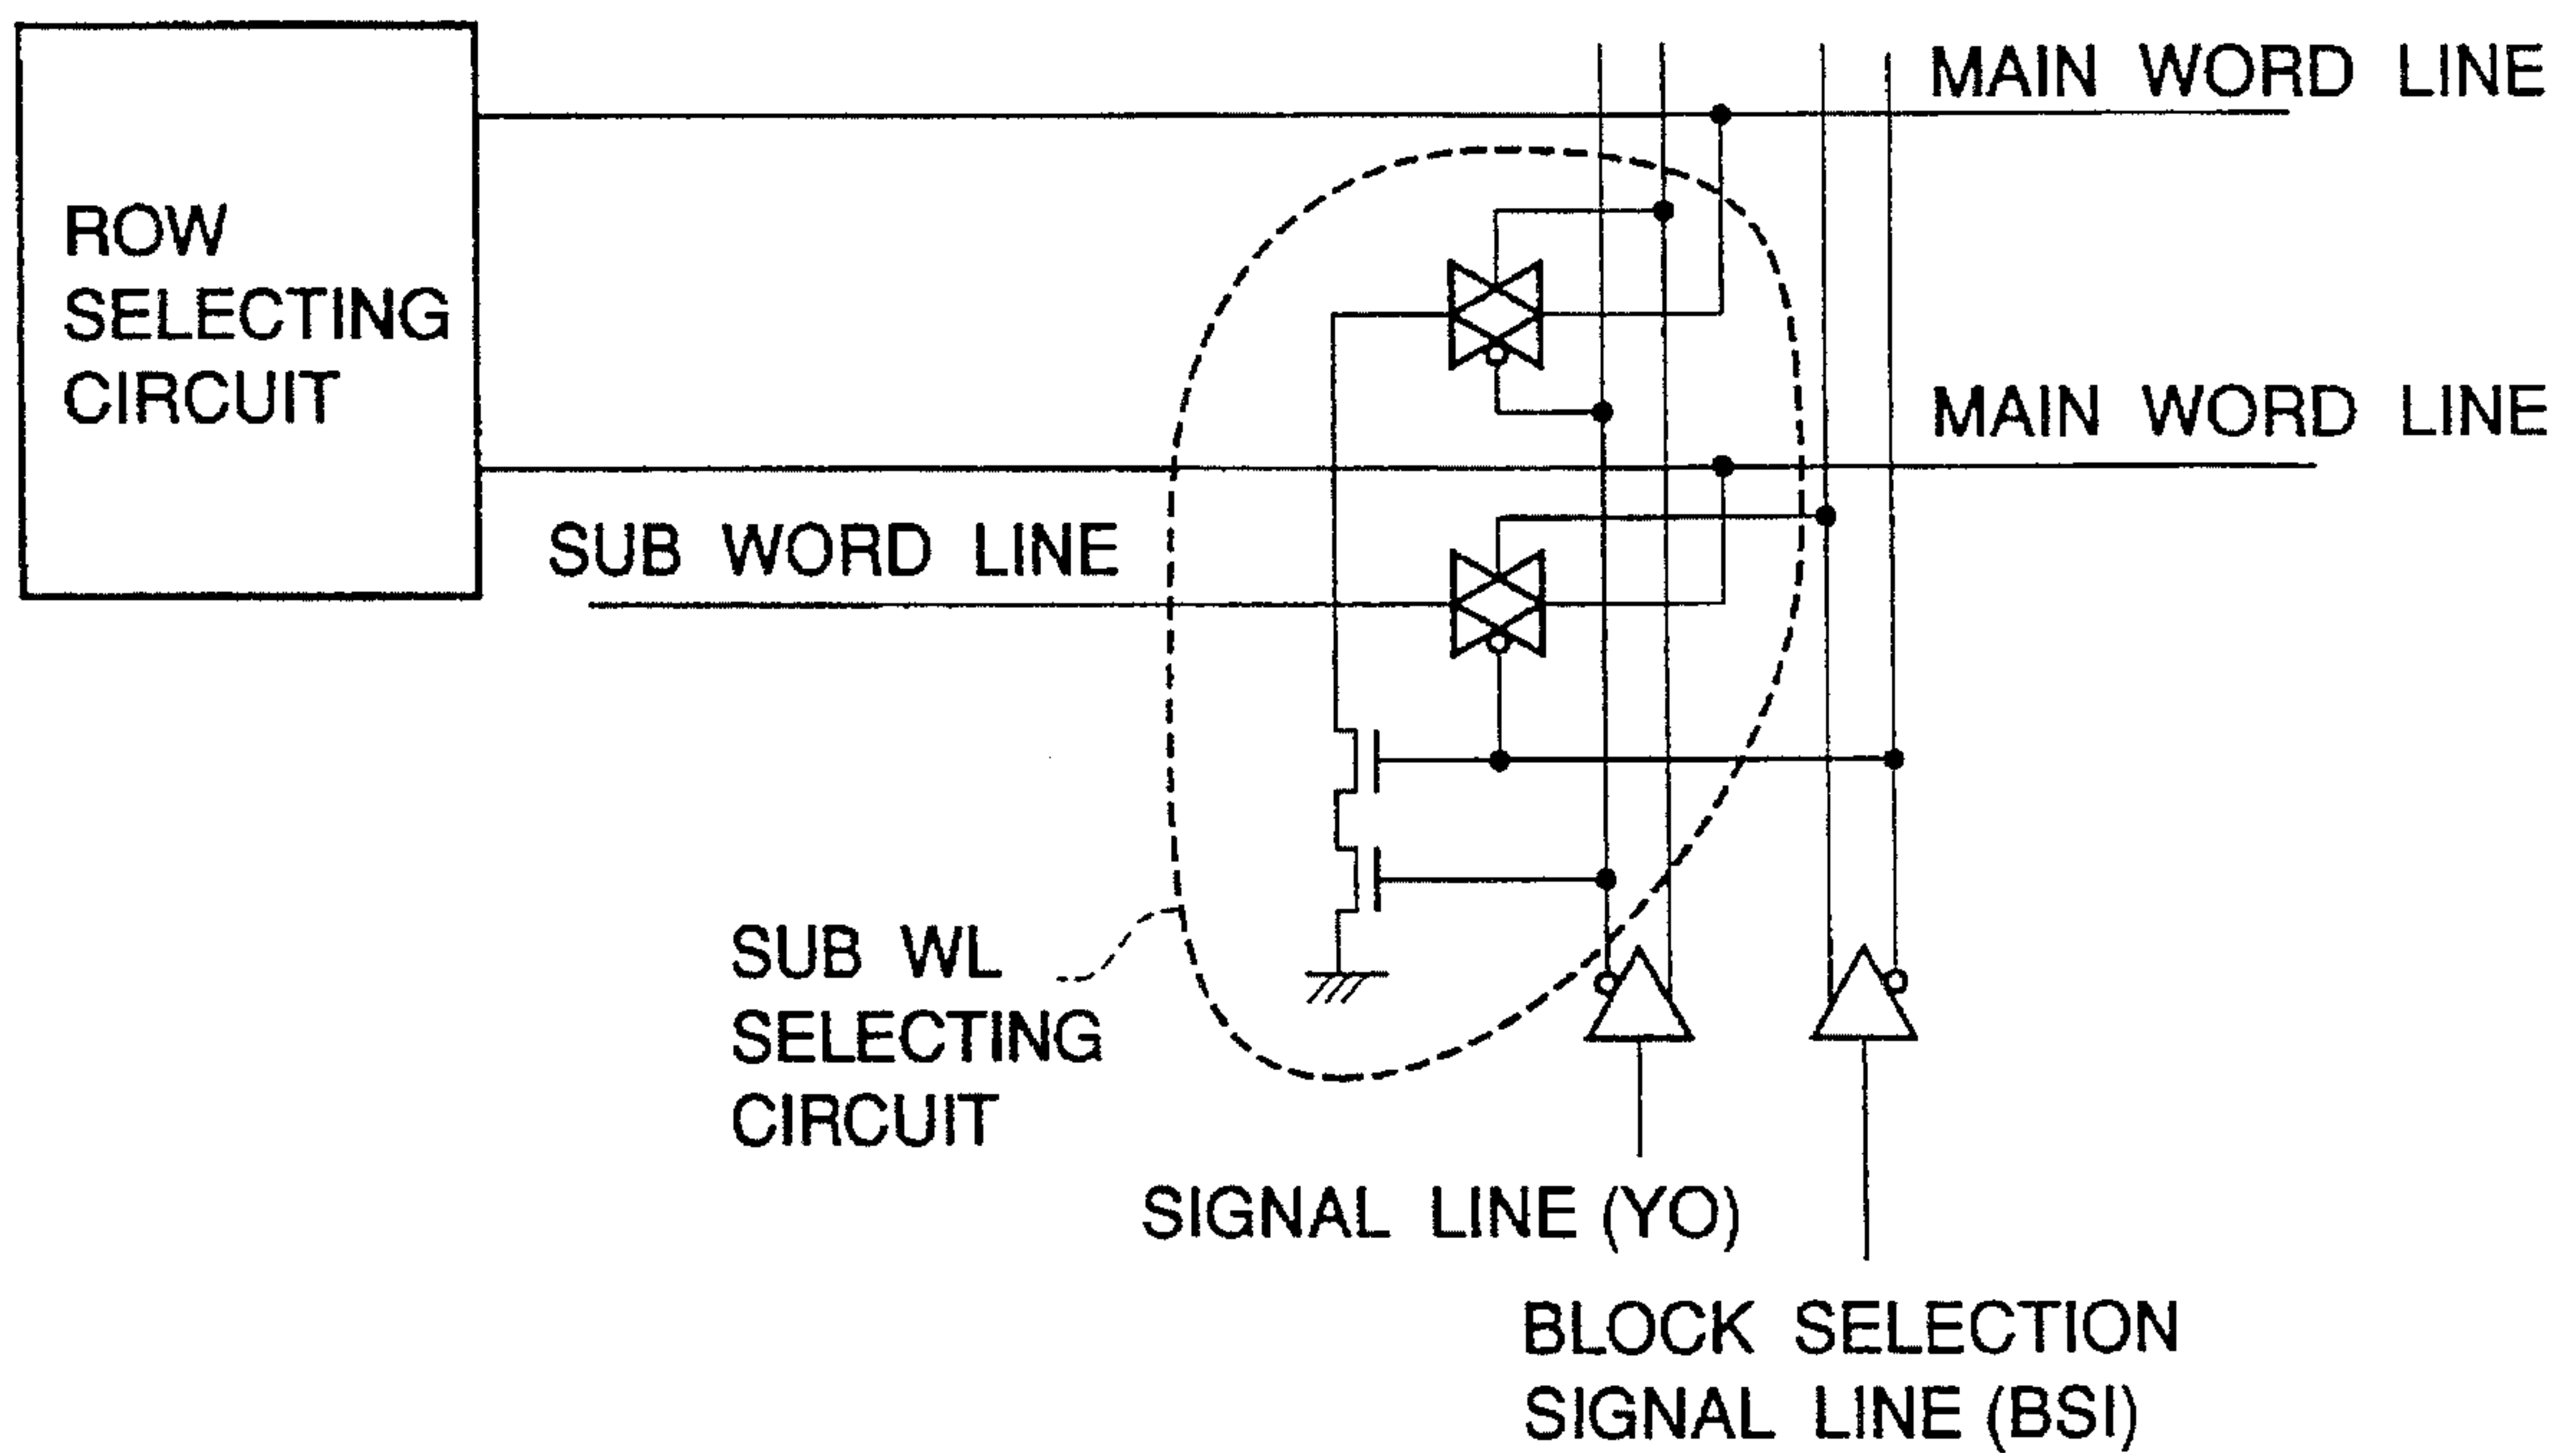 MAIN WORD LINE
ROW
SELECTING
CIRCUIT
MAIN WORD LINE
SUB WORD LINE
SUB WL
SELECTING
CIRCUIT
SIGNAL LINE (YO)
BLOCK SELECTION
SIGNAL LINE (BSI)